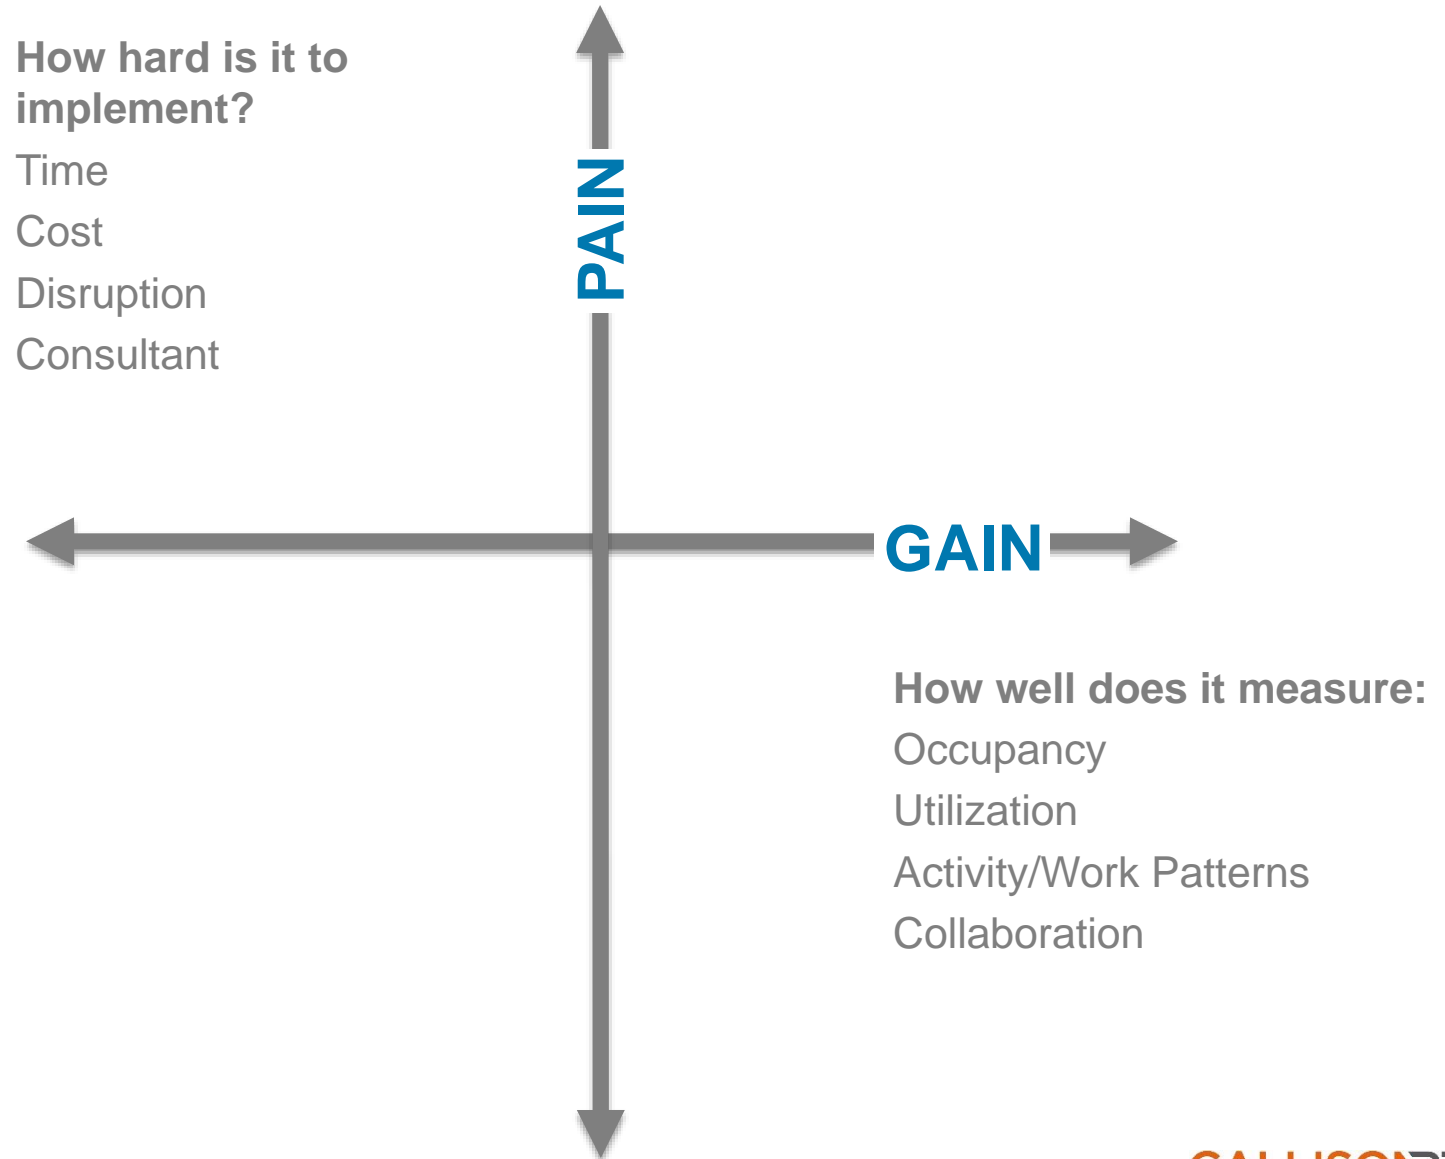 How hard is it to
implement?
Time
Cost
Disruption
Consultant
PAIN
GAIN
How well does it measure:
Occupancy
Utilization
Activity/Work Patterns
Collaboration